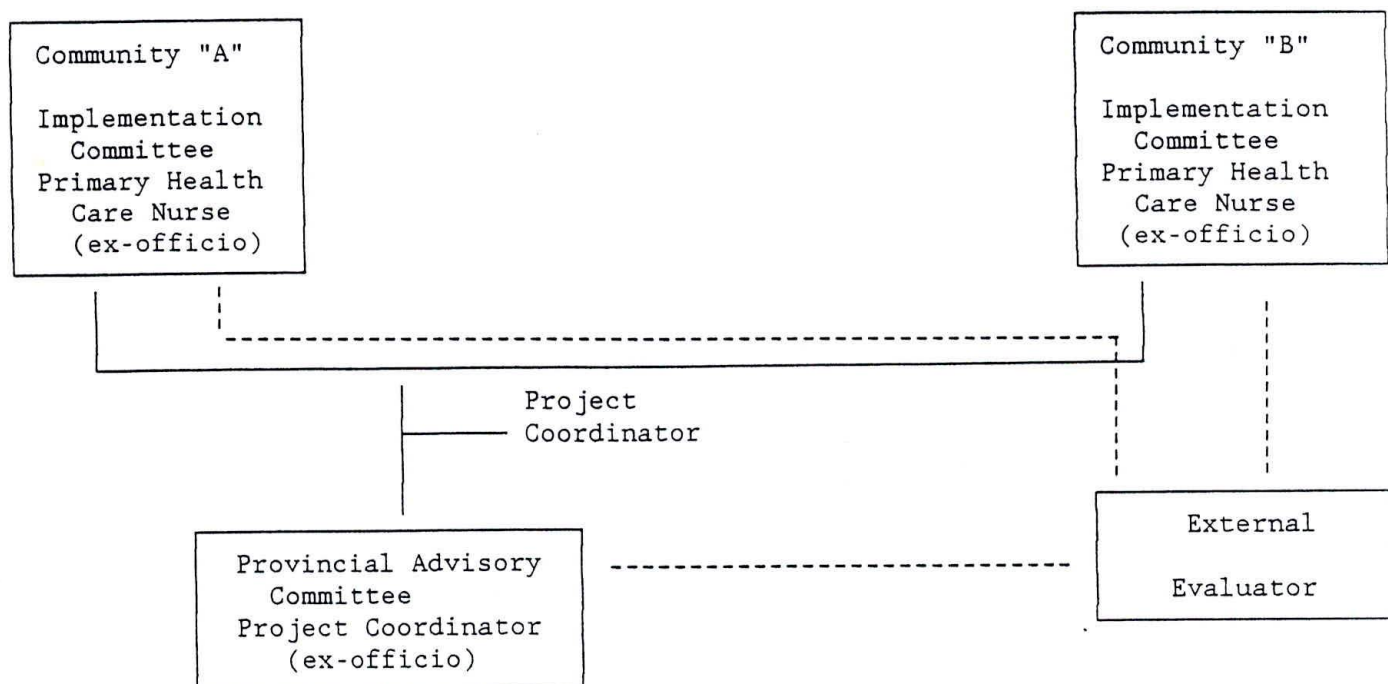 Community "A"
Implementation
Committee
Primary Health
Care Nurse
(ex-officio)
Community "B"
Implementation
Committee
Primary Health
Care Nurse
(ex-officio)
Project
Coordinator
Provincial Advisory
Committee
Project Coordinator
(ex-officio)
External
Evaluator